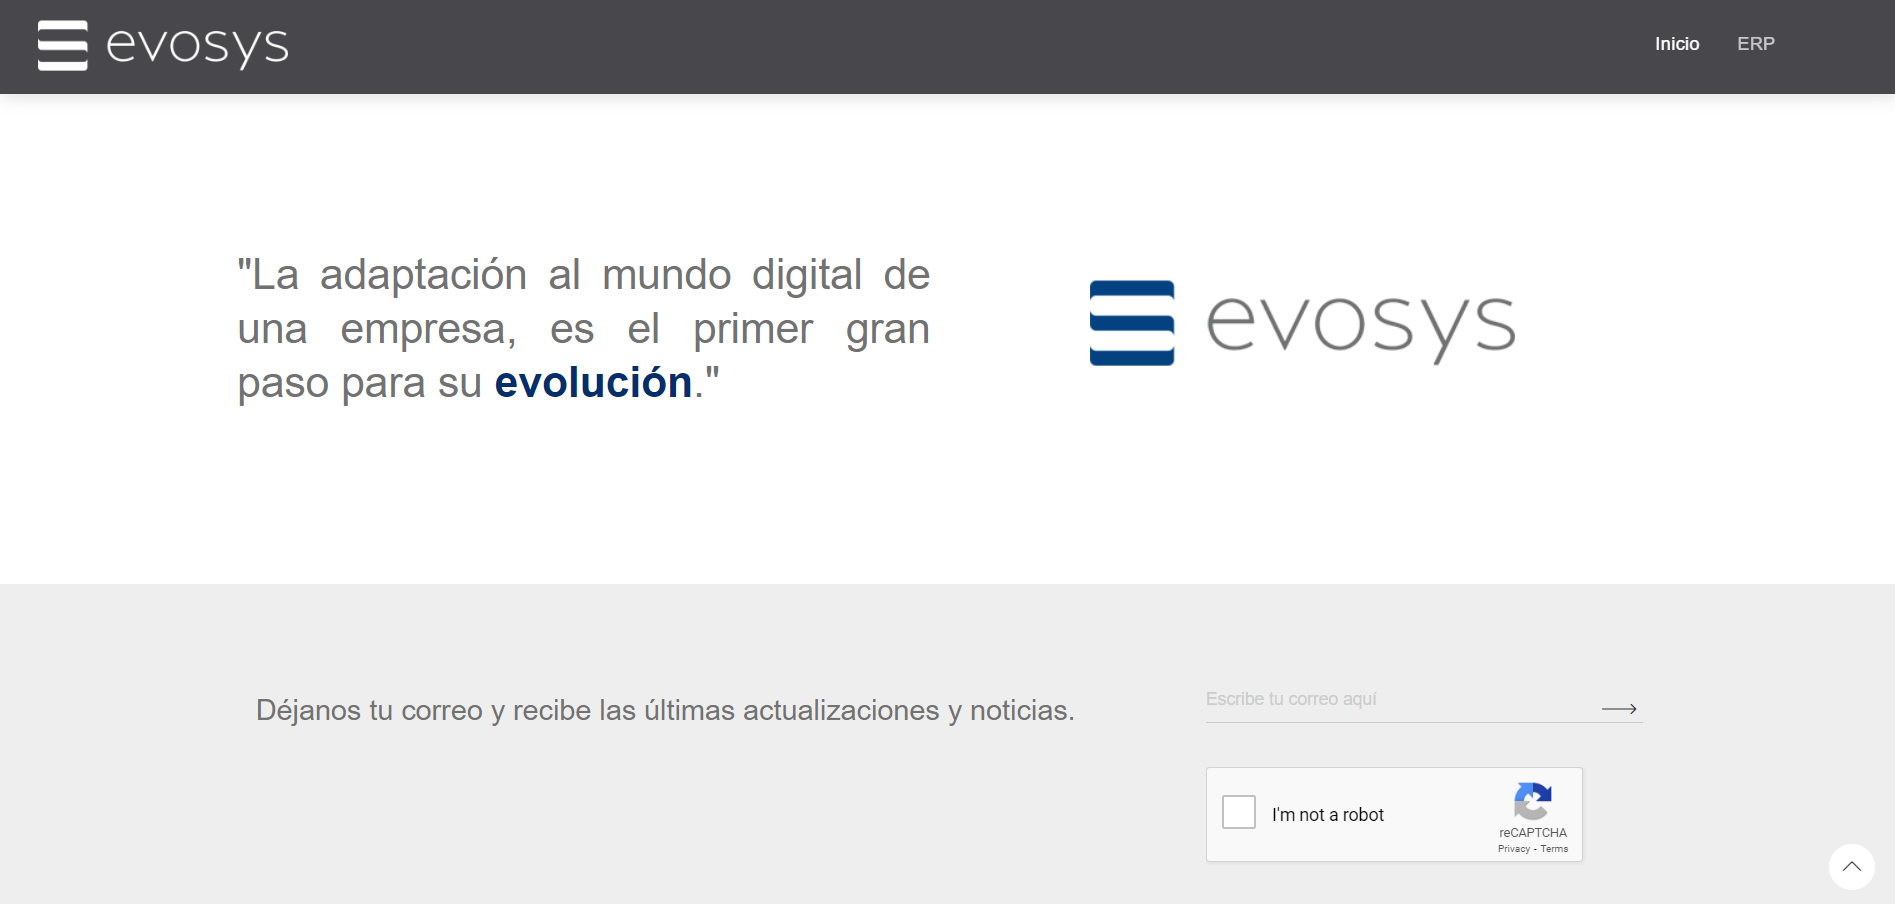 evosys
Inicio
ERP
"La adaptación al mundo digital de
una empresa, es el primer gran
paso para su evolución."
evosys
Déjanos tu correo y recibe las últimas actualizaciones y noticias.
Escribe tu correo aquí
I'm not a robot
reCAPTCHA
Privacy - Terms